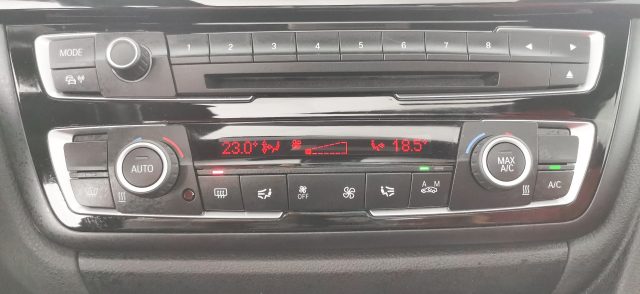 MODE
1 2 3 4 5 6 7 8
23.0° 18.5°
AUTO
MAX A/C
OFF
A M
A/C